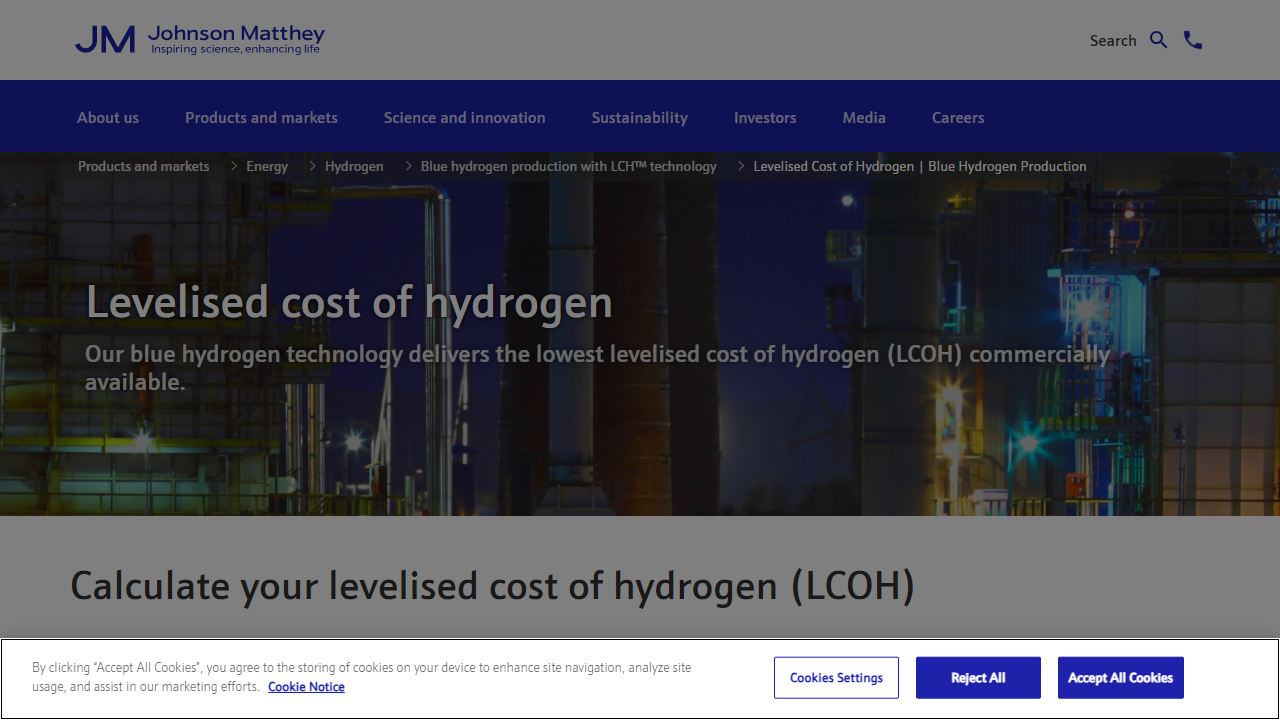 JM Johnson Matthey
Inspiring science, enhancing life
Search
About us
Products and markets
Science and innovation
Sustainability
Investors
Media
Careers
Products and markets
Energy
Hydrogen
Blue hydrogen production with LCH™ technology
Levelised Cost of Hydrogen | Blue Hydrogen Production
Levelised cost of hydrogen
Our blue hydrogen technology delivers the lowest levelised cost of hydrogen (LCOH) commercially
available.
Calculate your levelised cost of hydrogen (LCOH)
By clicking “Accept All Cookies”, you agree to the storing of cookies on your device to enhance site navigation, analyze site
usage, and assist in our marketing efforts. Cookie Notice
Cookies Settings
Reject All
Accept All Cookies